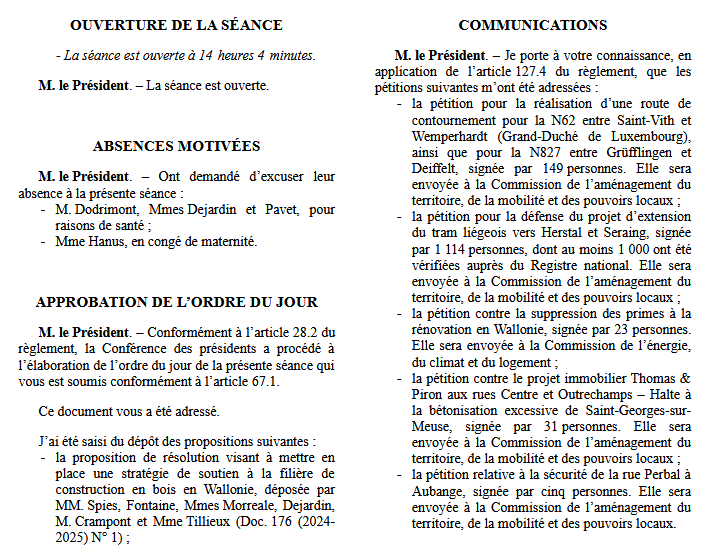 OUVERTURE DE LA SÉANCE
- La séance est ouverte à 14 heures 4 minutes.
M. le Président. – La séance est ouverte.
ABSENCES MOTIVÉES
M. le Président. – Ont demandé d’excuser leur
absence à la présente séance :
- M. Dodrimont, Mmes Dejardin et Pavet, pour
raisons de santé ;
- Mme Hanus, en congé de maternité.
APPROBATION DE L’ORDRE DU JOUR
M. le Président. – Conformément à l’article 28.2 du
règlement, la Conférence des présidents a procédé à
l’élaboration de l’ordre du jour de la présente séance qui
vous est soumis conformément à l’article 67.1.
Ce document vous a été adressé.
J’ai été saisi du dépôt des propositions suivantes :
- la proposition de résolution visant à mettre en
place une stratégie de soutien à la filière de
construction en bois en Wallonie, déposée par
MM. Spies, Fontaine, Mmes Morreale, Dejardin,
M. Crampont et Mme Tillieux (Doc. 176 (2024-
2025) N° 1) ;
COMMUNICATIONS
M. le Président. – Je porte à votre connaissance, en
application de l’article 127.4 du règlement, que les
pétitions suivantes m’ont été adressées :
- la pétition pour la réalisation d’une route de
contournement pour la N62 entre Saint-Vith et
Wemperhardt (Grand-Duché de Luxembourg),
ainsi que pour la N827 entre Grüfflingen et
Deiffelt, signée par 149 personnes. Elle sera
envoyée à la Commission de l’aménagement du
territoire, de la mobilité et des pouvoirs locaux ;
- la pétition pour la défense du projet d’extension
du tram liégeois vers Herstal et Seraing, signée
par 1 114 personnes, dont au moins 1 000 ont été
vérifiées auprès du Registre national. Elle sera
envoyée à la Commission de l’aménagement du
territoire, de la mobilité et des pouvoirs locaux ;
- la pétition contre la suppression des primes à la
rénovation en Wallonie, signée par 23 personnes.
Elle sera envoyée à la Commission de l’énergie,
du climat et du logement ;
- la pétition contre le projet immobilier Thomas &
Piron aux rues Centre et Outrechamps – Halte à
la bétonisation excessive de Saint-Georges-sur-
Meuse, signée par 31 personnes. Elle sera
envoyée à la Commission de l’aménagement du
territoire, de la mobilité et des pouvoirs locaux ;
- la pétition relative à la sécurité de la rue Perbal à
Aubange, signée par cinq personnes. Elle sera
envoyée à la Commission de l’aménagement du
territoire, de la mobilité et des pouvoirs locaux.